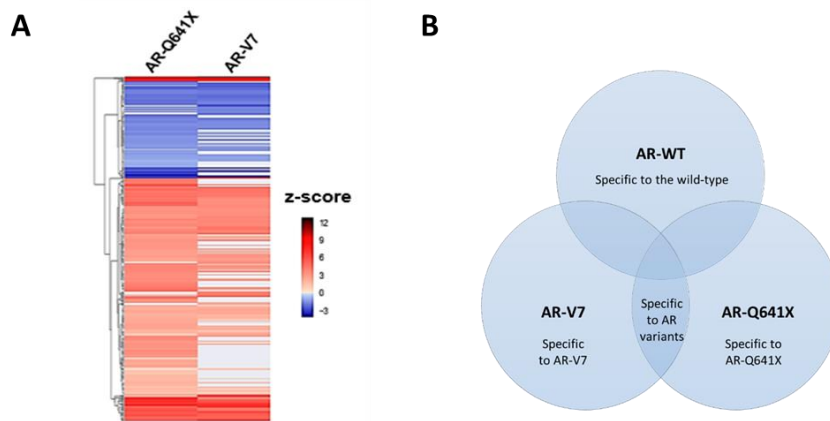 A
AR-Q641X
AR-V7
z-score
12
9
6
3
0
-3
B
AR-WT
Specific to the wild-type
AR-V7
Specific
to AR-V7
Specific
to AR
variants
AR-Q641X
Specific to
AR-Q641X